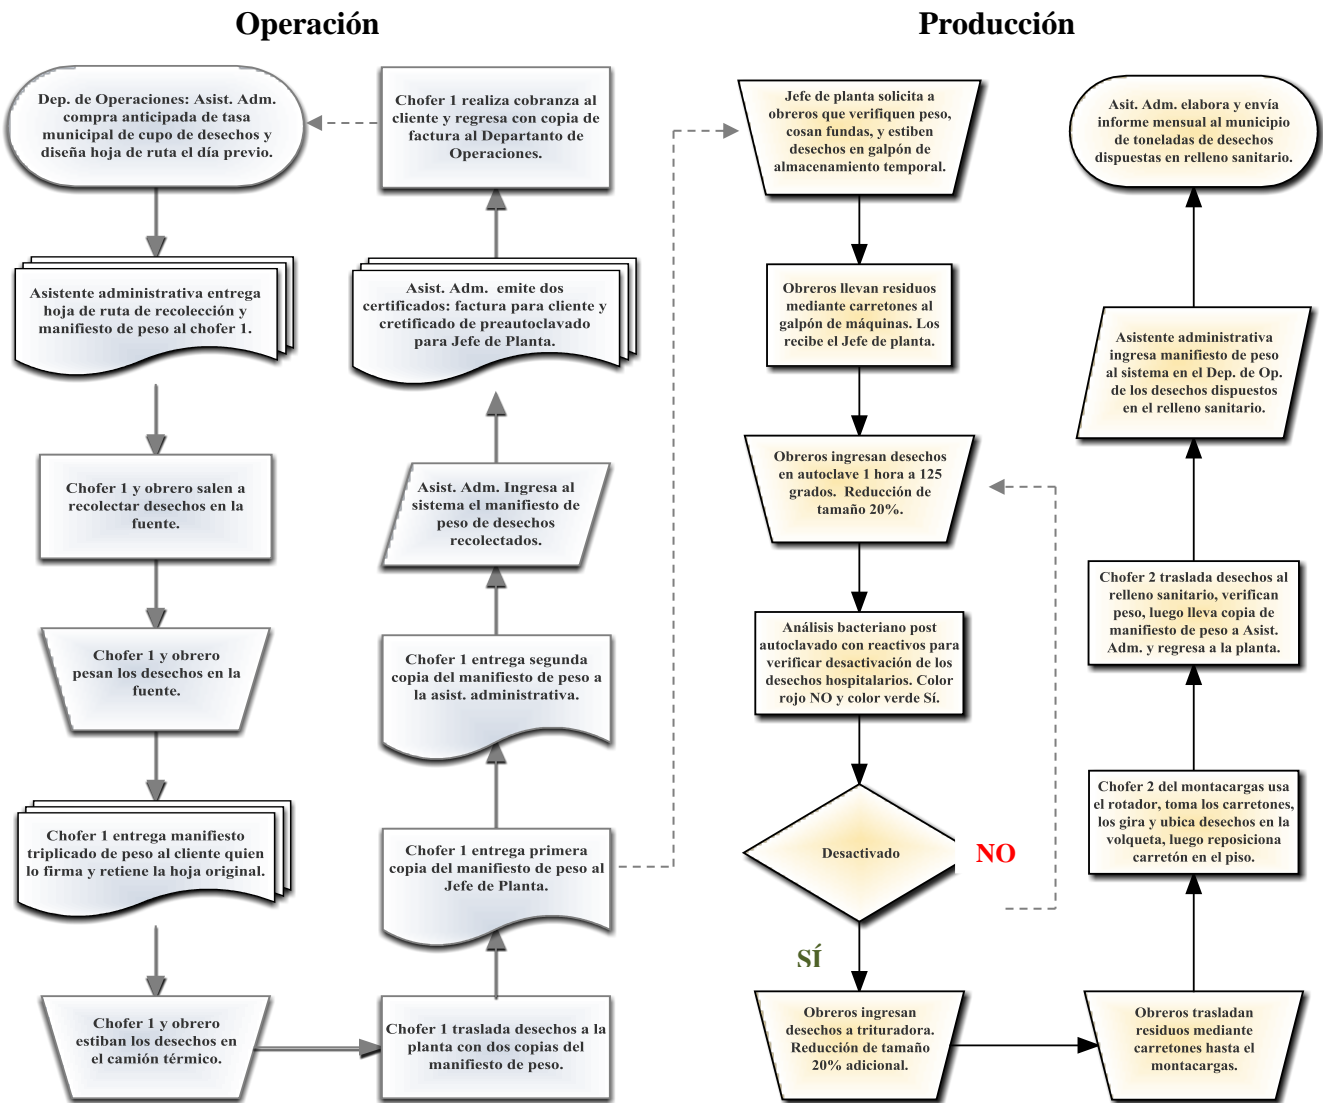 Operación
Dep. de Operaciones: Asist. Adm.
compra anticipada de tasa
municipal de cupo de desechos y
diseña hoja de ruta el día previo.
Asistente administrativa entrega
hoja de ruta de recolección y
manifiesto de peso al chofer 1.
Chofer 1 y obrero salen a
recolectar desechos en la
fuente.
Chofer 1 y obrero
pesan los desechos en la
fuente.
Chofer 1 entrega manifiesto
triplicado de peso al cliente quien
lo firma y retiene la hoja original.
Chofer 1 y obrero
estiban los desechos en
el camión térmico.
Chofer 1 traslada desechos a la
planta con dos copias del
manifiesto de peso.
Chofer 1 entrega primera
copia del manifiesto de peso al
Jefe de Planta.
Chofer 1 entrega segunda
copia del manifiesto de peso a
la asist. administrativa.
Asist. Adm. Ingresa al
sistema el manifiesto de
peso de desechos
recolectados.
Asist. Adm.  emite dos
certificados: factura para cliente y
cretificado de preautoclavado
para Jefe de Planta.
Chofer 1 realiza cobranza al
cliente y regresa con copia de
factura al Departanto de
Operaciones.
Producción
Jefe de planta solicita a
obreros que verifiquen peso,
cosan fundas, y estiben
desechos en galpón de
almacenamiento temporal.
Obreros llevan residuos
mediante carretones al
galpón de máquinas. Los
recibe el Jefe de planta.
Obreros ingresan desechos
en autoclave 1 hora a 125
grados.  Reducción de
tamaño 20%.
Análisis bacteriano post
autoclavado con reactivos para
verificar desactivación de los
desechos hospitalarios. Color
rojo NO y color verde Sí.
Desactivado
NO
SÍ
Obreros ingresan
desechos a trituradora.
Reducción de tamaño
20% adicional.
Obreros trasladan
residuos mediante
carretones hasta el
montacargas.
Chofer 2 del montacargas usa
el rotador, toma los carretones,
los gira y ubica desechos en la
volqueta, luego reposiciona
carretón en el piso.
Chofer 2 traslada desechos al
relleno sanitario, verifican
peso, luego lleva copia de
manifiesto de peso a Asist.
Adm. y regresa a la planta.
Asistente administrativa
ingresa manifiesto de peso
al sistema en el Dep. de Op.
de los desechos dispuestos
en el relleno sanitario.
Asit. Adm. elabora y envía
informe mensual al municipio
de toneladas de desechos
dispuestas en relleno sanitario.